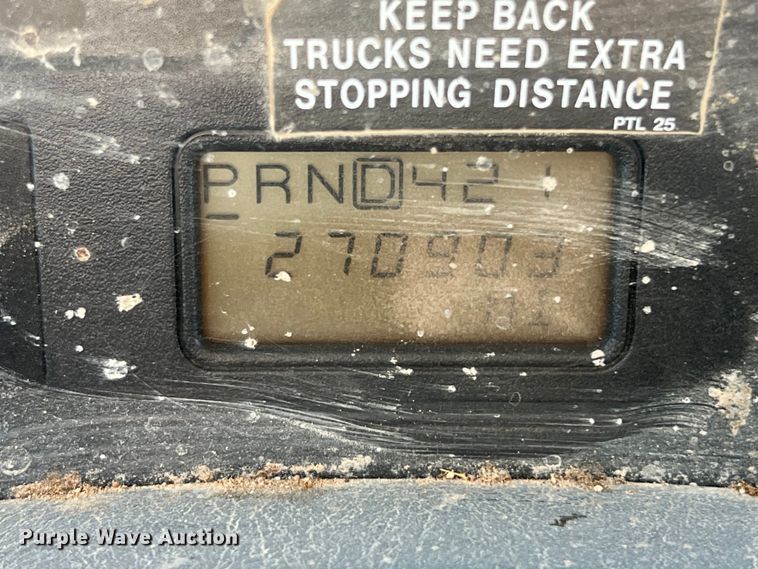 KEEP BACK
TRUCKS NEED EXTRA
STOPPING DISTANCE
PTL 25
PRND421
270903
Purple Wave Auction